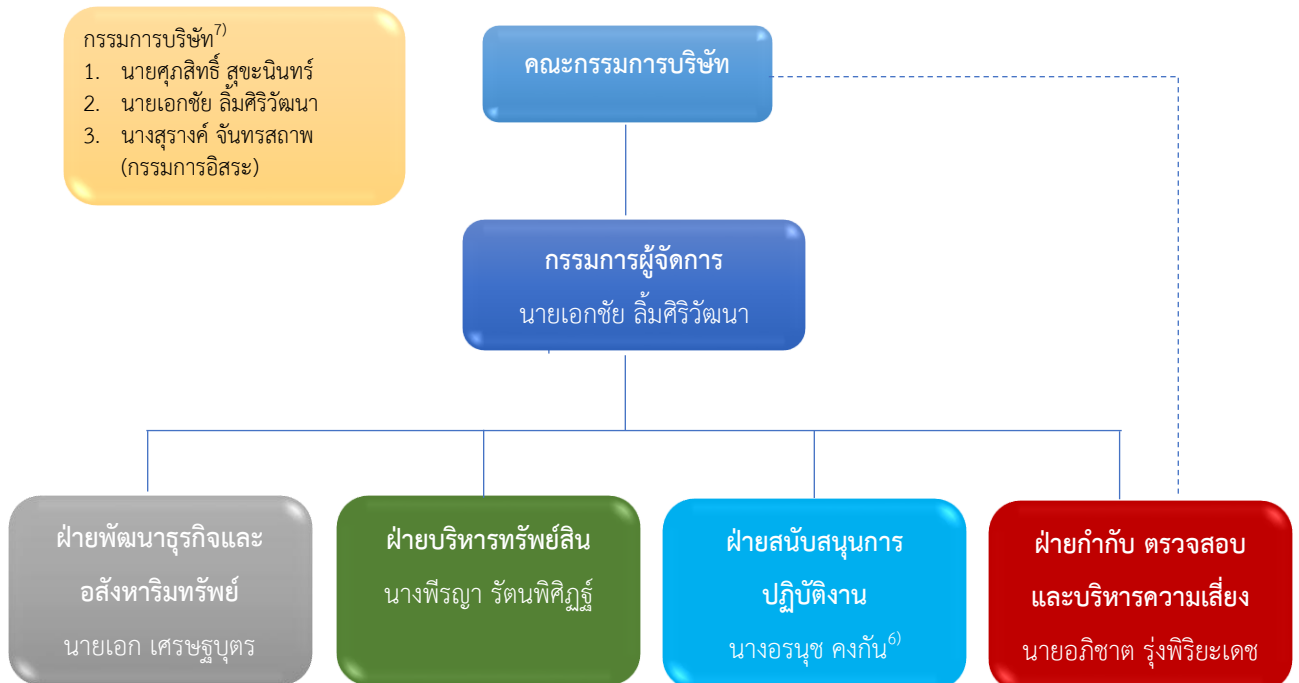 กรรมการบริษัท7)
1. นายศุภสิทธิ์ สุขะนินทร์
2. นายเอกชัย ลิ้มศิริวัฒนา
3. นางสุรางค์ จันทรสถาพ
(กรรมการอิสระ)
คณะกรรมการบริษัท
กรรมการผู้จัดการ
นายเอกชัย ลิ้มศิริวัฒนา
ฝ่ายพัฒนาธุรกิจและ
อสังหาริมทรัพย์
นายเอก เศรษฐบุตร
ฝ่ายบริหารทรัพย์สิน
นางพีรญา รัตนพิศิฏฐ์
ฝ่ายสนับสนุนการ
ปฏิบัติงาน
นางอรนุช คงกัน6)
ฝ่ายกำกับ ตรวจสอบ
และบริหารความเสี่ยง
นายอภิชาต รุ่งพิริยะเดช